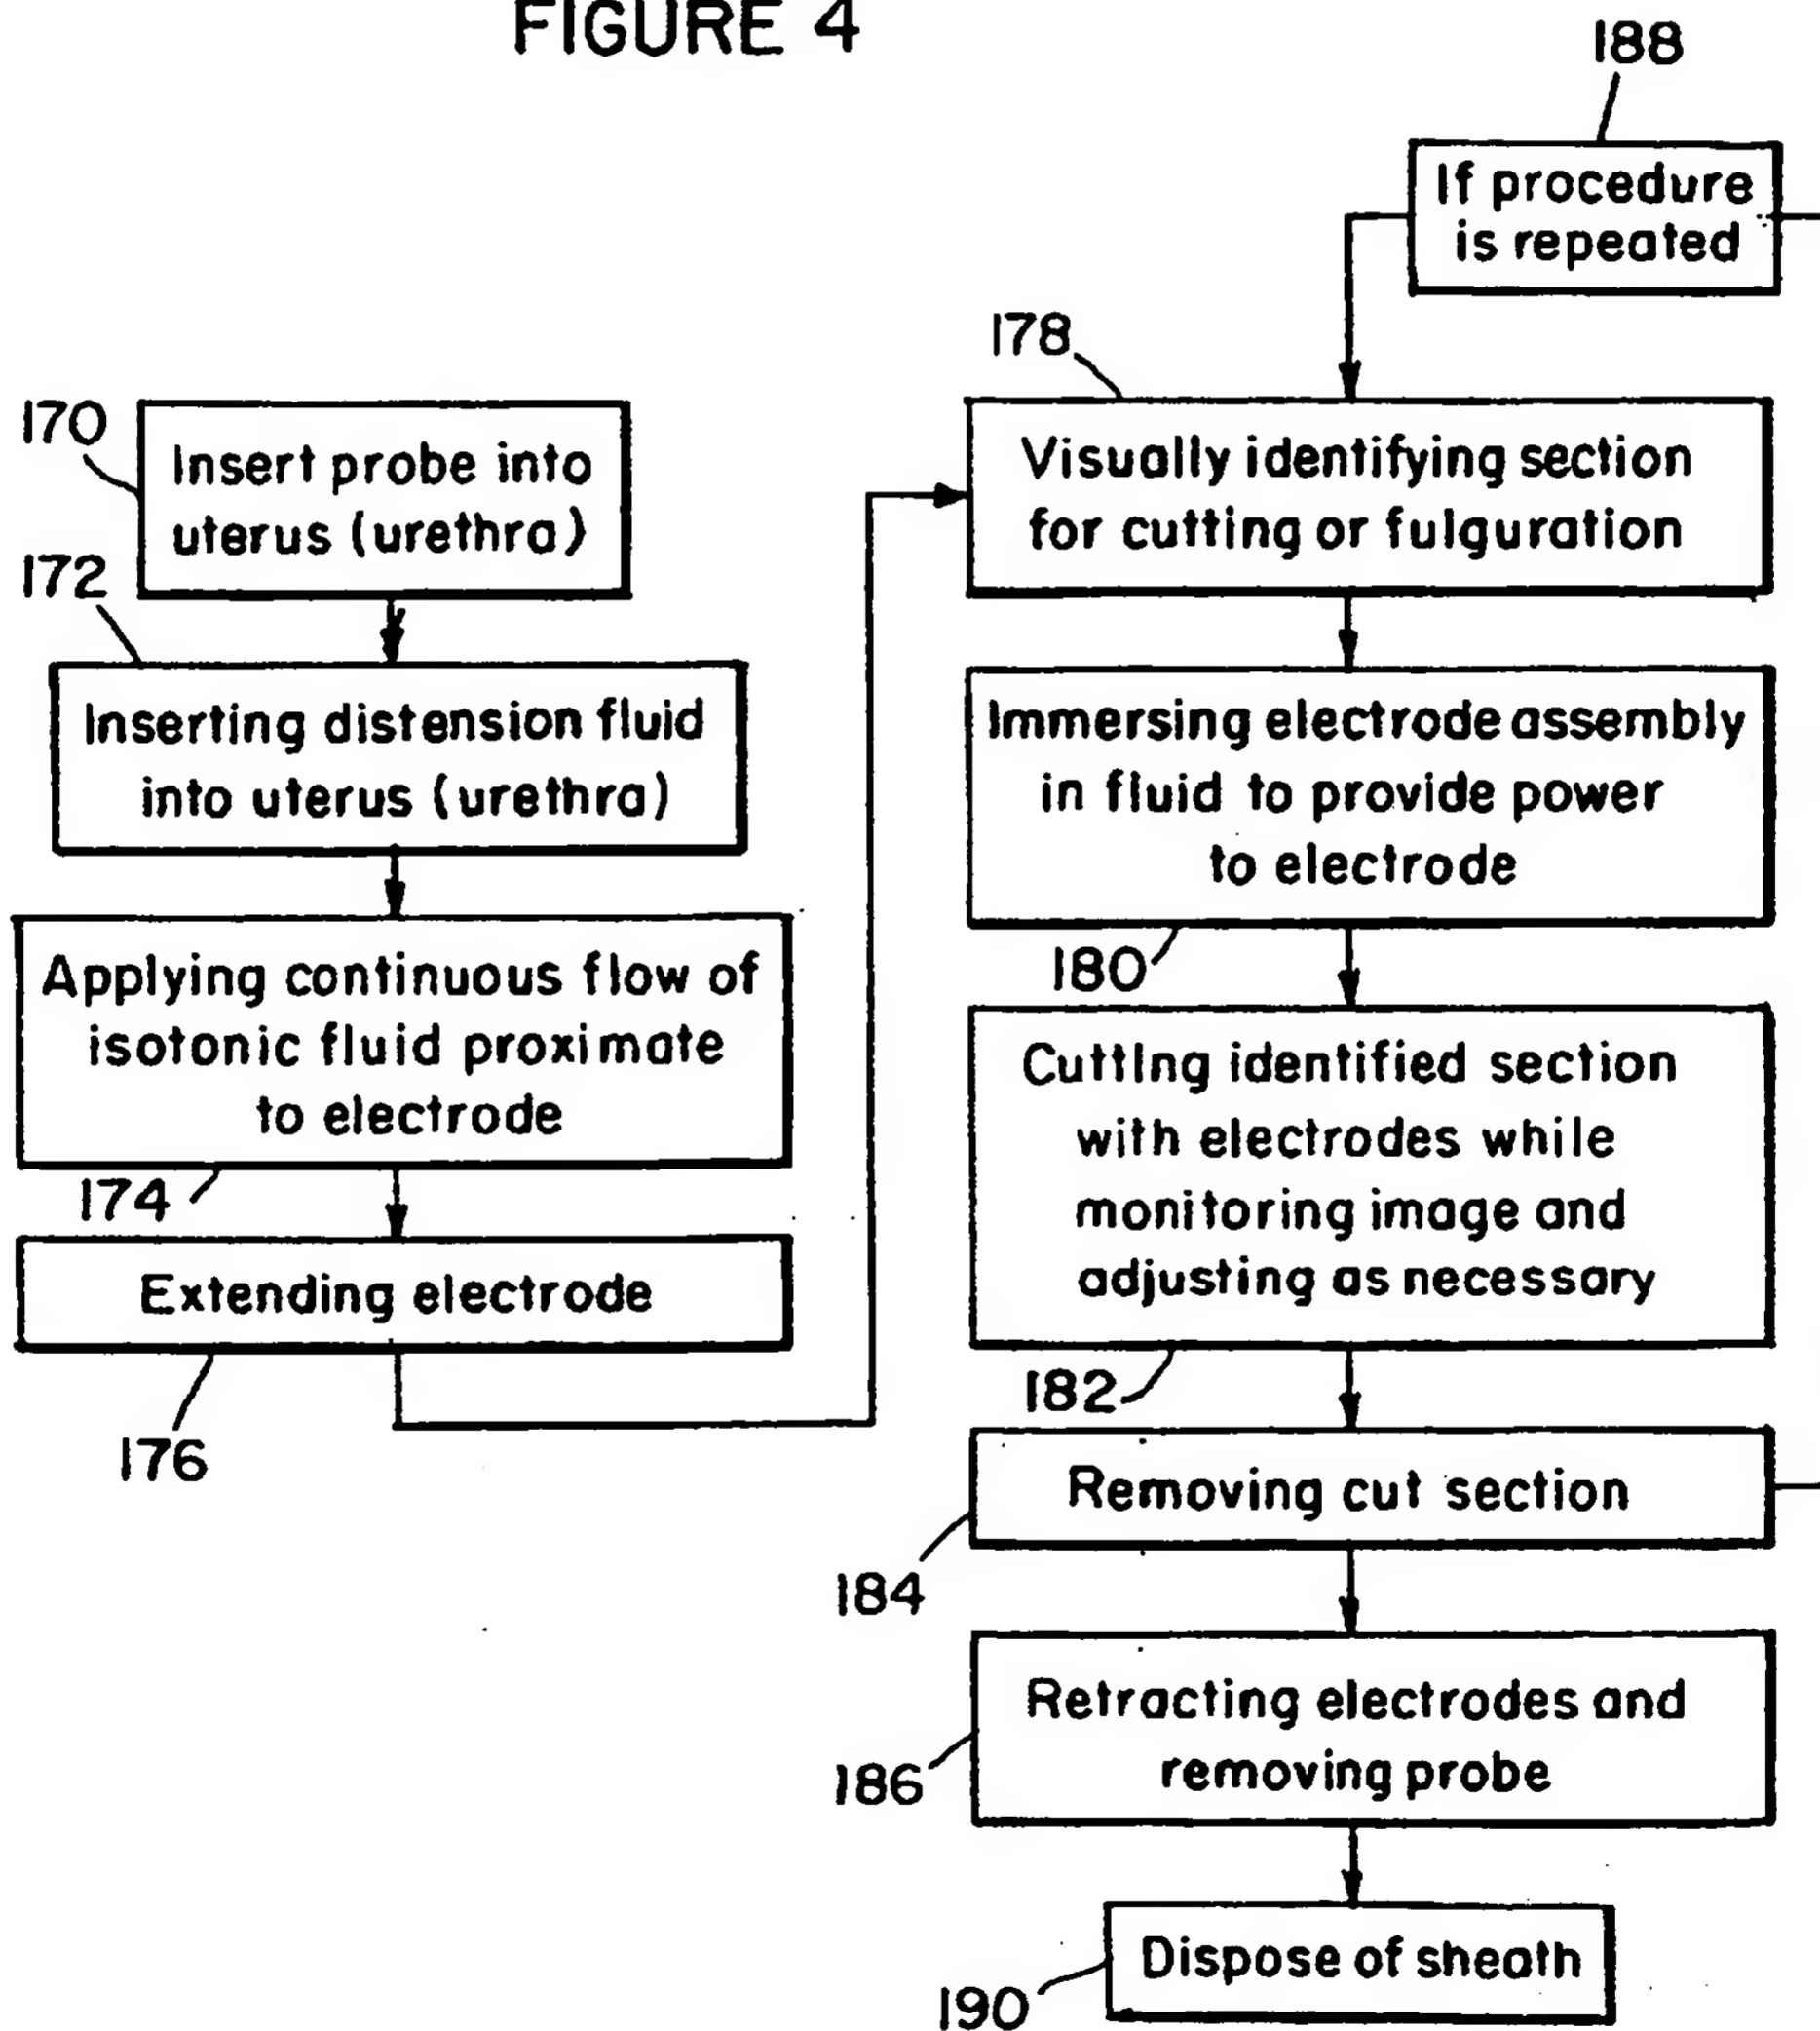 FIGURE 4
170
Insert probe into
uterus (urethra)
172
Inserting distension fluid
into uterus (urethra)
Applying continuous flow of
isotonic fluid proximate
to electrode
174
Extending electrode
176
188
If procedure
is repeated
178
Visually identifying section
for cutting or fulguration
Immersing electrode assembly
in fluid to provide power
to electrode
180
CuttIng identified section
with electrodes while
monitoring image and
adjusting as necessary
182
Removing cut section
184
Retracting electrodes and
removing probe
186
Dispose of sheath
190